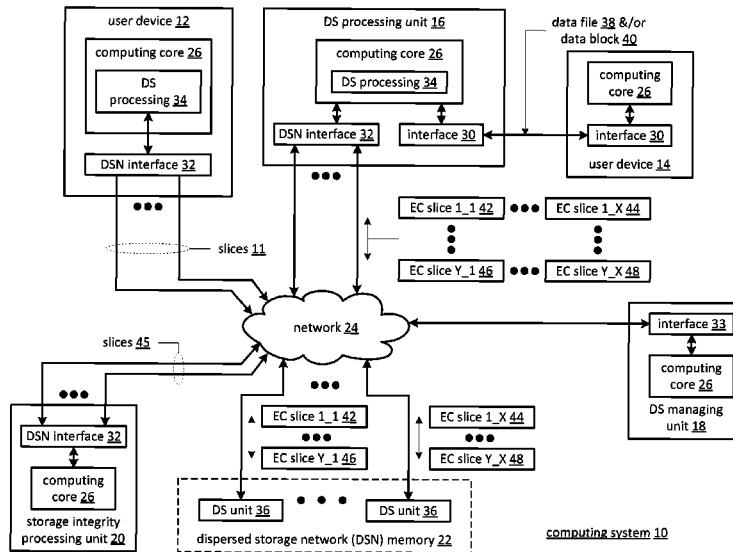 user device 12
computing core 26
DS
processing 34
DSN interface 32
DS processing unit 16
computing core 26
DS processing 34
DSN interface 32
interface 30
data file 38 &/or
data block 40
computing
core 26
interface 30
user device 14
EC slice 1_1 42
EC slice 1_X 44
EC slice Y_1 46
EC slice Y_X 48
slices 11
network 24
interface 33
computing
core 26
DS managing
unit 18
slices 45
DSN interface 32
computing
core 26
storage integrity
processing unit 20
EC slice 1_1 42
EC slice 1_X 44
EC slice Y_1 46
EC slice Y_X 48
DS unit 36
DS unit 36
dispersed storage network (DSN) memory 22
computing system 10